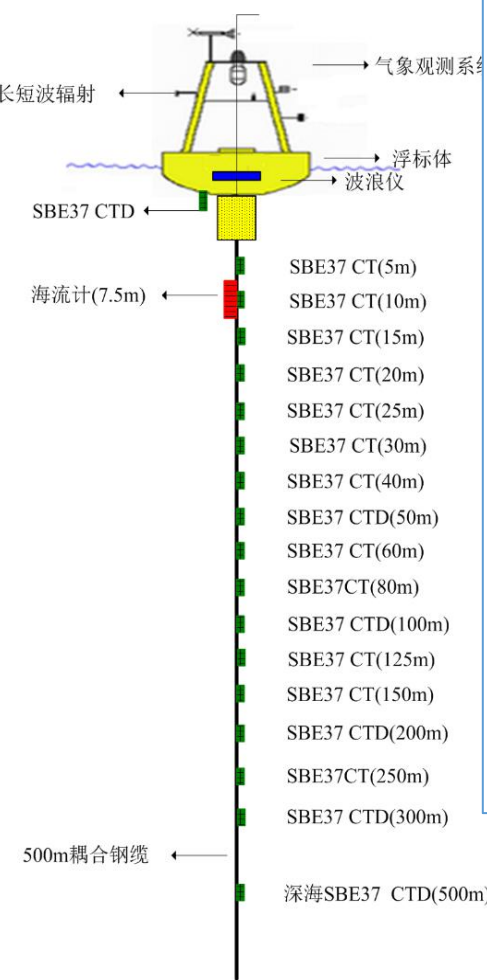 气象观测系
长短波辐射
浮标体
波浪仪
SBE37 CTD
SBE37 CT(5m)
海流计(7.5m)
SBE37 CT(10m)
SBE37 CT(15m)
SBE37 CT(20m)
SBE37 CT(25m)
SBE37 CT(30m)
SBE37 CT(40m)
SBE37 CTD(50m)
SBE37 CT(60m)
SBE37CT(80m)
SBE37 CTD(100m)
SBE37 CT(125m)
SBE37 CT(150m)
SBE37 CTD(200m)
SBE37CT(250m)
SBE37 CTD(300m)
500m耦合钢缆
深海SBE37 CTD(500m)